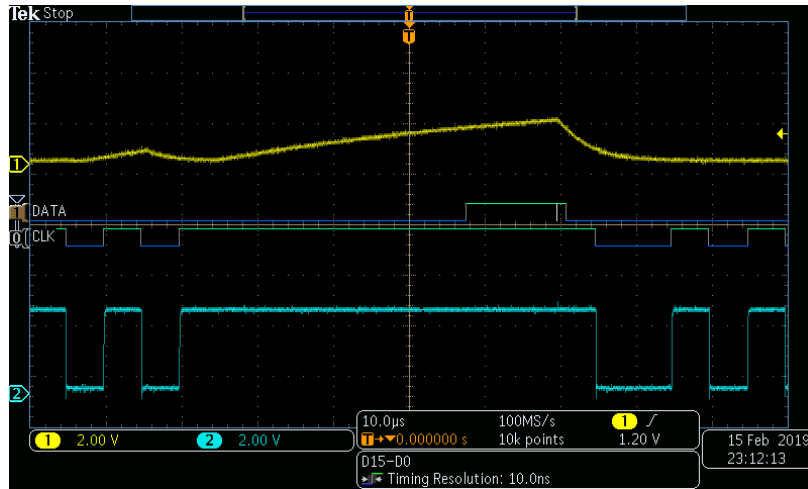 Tek Stop
T
T
1
DATA
0 CLK
2
1 2.00 V 2 2.00 V
10.0µs 100MS/s 1
T→▼0.000000 s 10k points 1.20 V
D15-D0
Timing Resolution: 10.0ns
15 Feb 2019
23:12:13